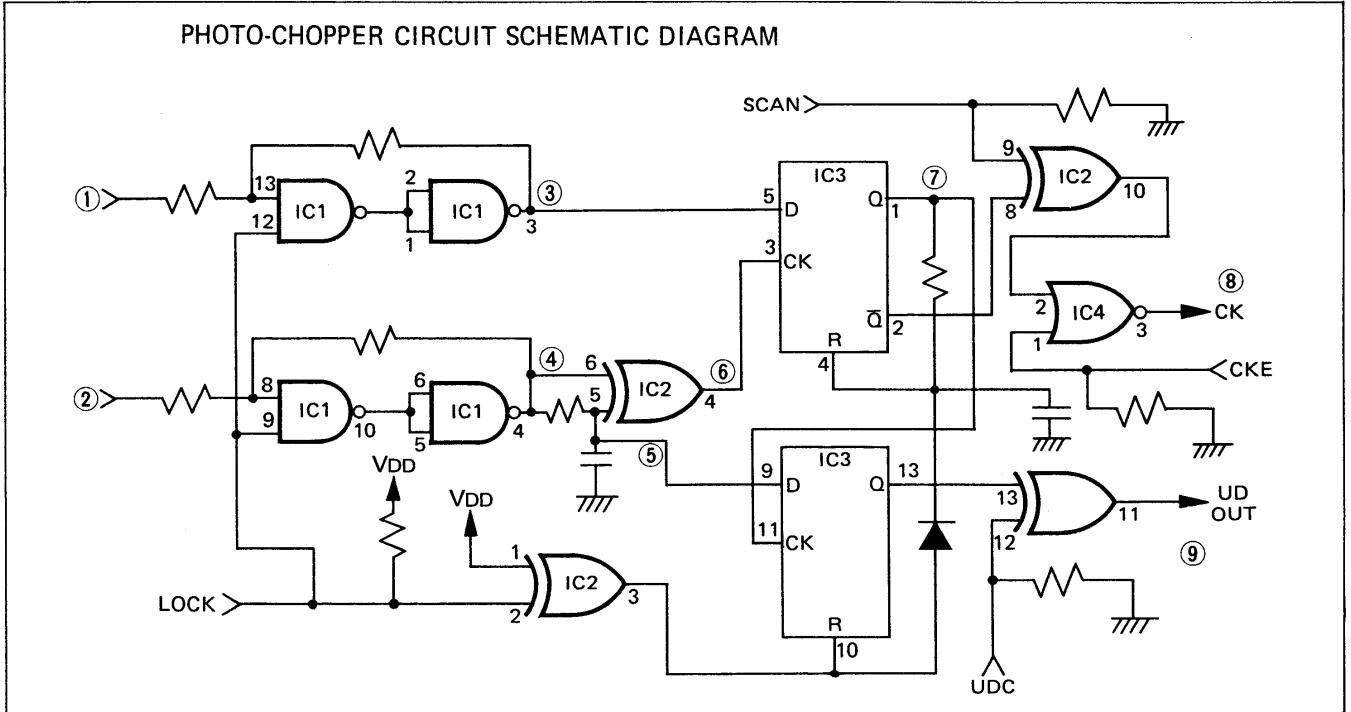 PHOTO-CHOPPER CIRCUIT SCHEMATIC DIAGRAM
SCAN
①
13
12
IC1
2
1
IC1
3
③
5
D
3
CK
IC3
Q
1
Q̅
2
R
4
⑦
9
8
IC2
10
2
1
IC4
3
⑧
CK
CKE
②
8
9
IC1
10
6
5
IC1
4
④
6
5
IC2
4
⑥
⑤
VDD
VDD
LOCK
1
2
IC2
3
9
D
11
CK
IC3
Q
13
R
10
13
12
11
UD
OUT
⑨
UDC